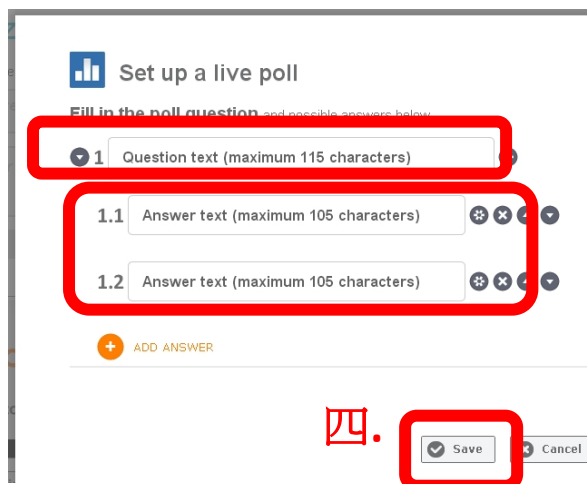 Set up a live poll
Fill in the poll question and possible answers below
1 Question text (maximum 115 characters)
1.1 Answer text (maximum 105 characters)
1.2 Answer text (maximum 105 characters)
ADD ANSWER
四. Save Cancel